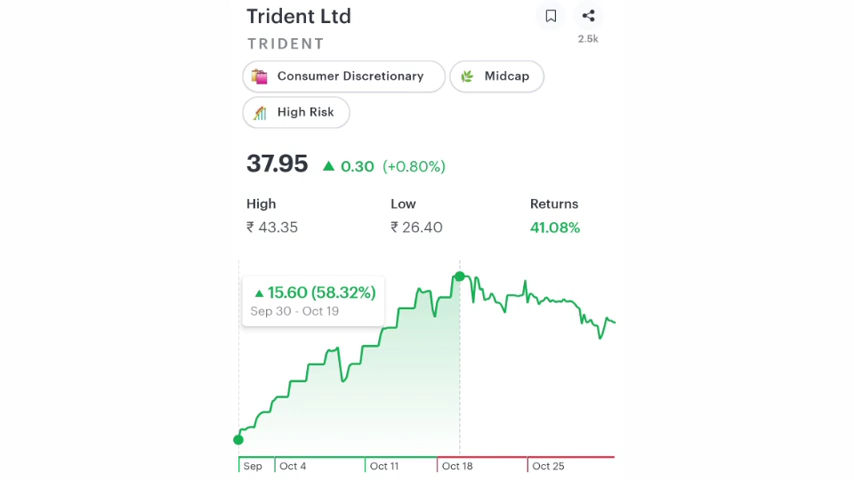 Trident Ltd
TRIDENT
2.5k
Consumer Discretionary
Midcap
High Risk
37.95 ▲ 0.30 (+0.80%)
High Low Returns
₹ 43.35 ₹ 26.40 41.08%
▲ 15.60 (58.32%)
Sep 30 - Oct 19
Sep Oct 4 Oct 11 Oct 18 Oct 25